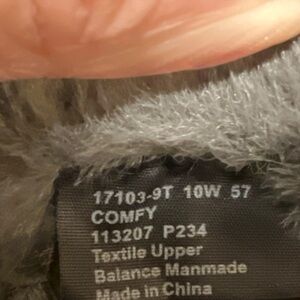 17103-9T 10W 57
COMFY
113207 P234
Textile Upper
Balance Manmade
Made in China